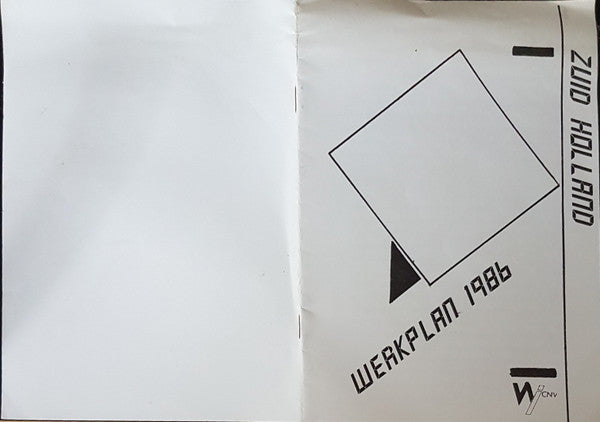 ZUID HOLLAND
WERKPLAN 1986
W CNV